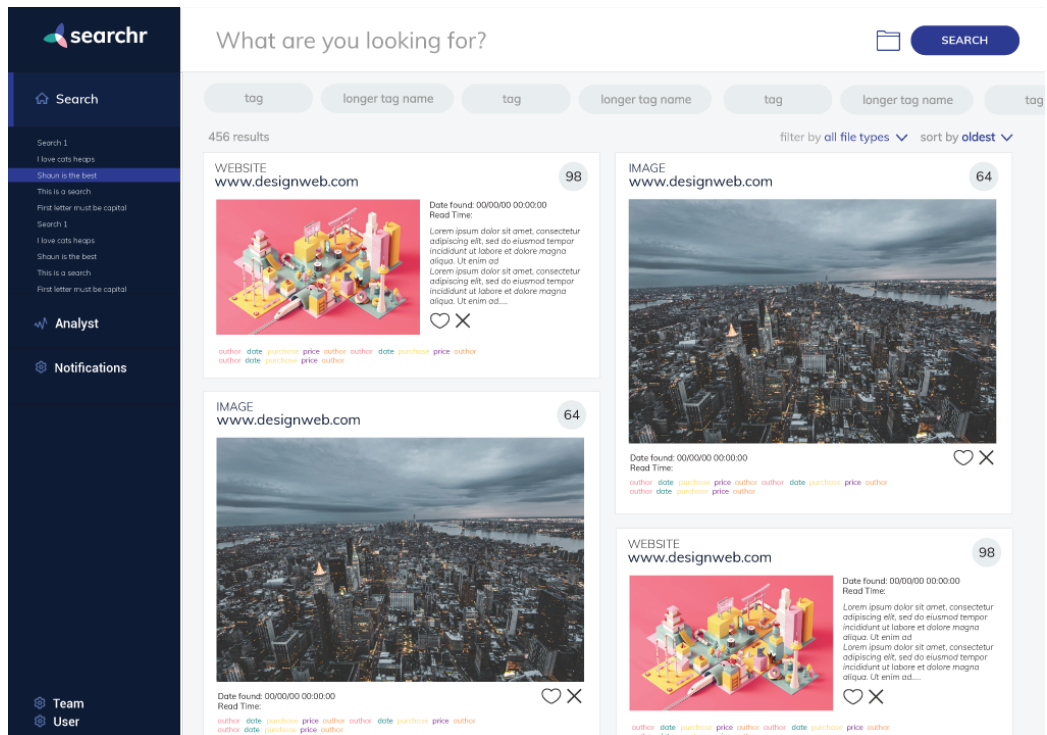 searchr
What are you looking for?
SEARCH
Search
Search 1
I love cats heaps
Shaun is the best
This is a search
First letter must be capital
Search 1
I love cats heaps
Shaun is the best
This is a search
First letter must be capital
Analyst
Notifications
Team
User
tag longer tag name tag longer tag name tag longer tag name tag
456 results
filter by all file types sort by oldest
WEBSITE
www.designweb.com
98
Date found: 00/00/00 00:00:00
Read Time:
Lorem ipsum dolor sit amet, consectetur
adipiscing elit, sed do eiusmod tempor
incididunt ut labore et dolore magna
aliqua. Ut enim ad
Lorem ipsum dolor sit amet, consectetur
adipiscing elit, sed do eiusmod tempor
incididunt ut labore et dolore magna
aliqua. Ut enim ad.....
author date purchase price author author date purchase price author
author date purchase price author
IMAGE
www.designweb.com
64
Date found: 00/00/00 00:00:00
Read Time:
author date purchase price author author date purchase price author
author date purchase price author
IMAGE
www.designweb.com
64
Date found: 00/00/00 00:00:00
Read Time:
author date purchase price author author date purchase price author
author date purchase price author
WEBSITE
www.designweb.com
98
Date found: 00/00/00 00:00:00
Read Time:
Lorem ipsum dolor sit amet, consectetur
adipiscing elit, sed do eiusmod tempor
incididunt ut labore et dolore magna
aliqua. Ut enim ad
Lorem ipsum dolor sit amet, consectetur
adipiscing elit, sed do eiusmod tempor
incididunt ut labore et dolore magna
aliqua. Ut enim ad.....
author date purchase price author author date purchase price author